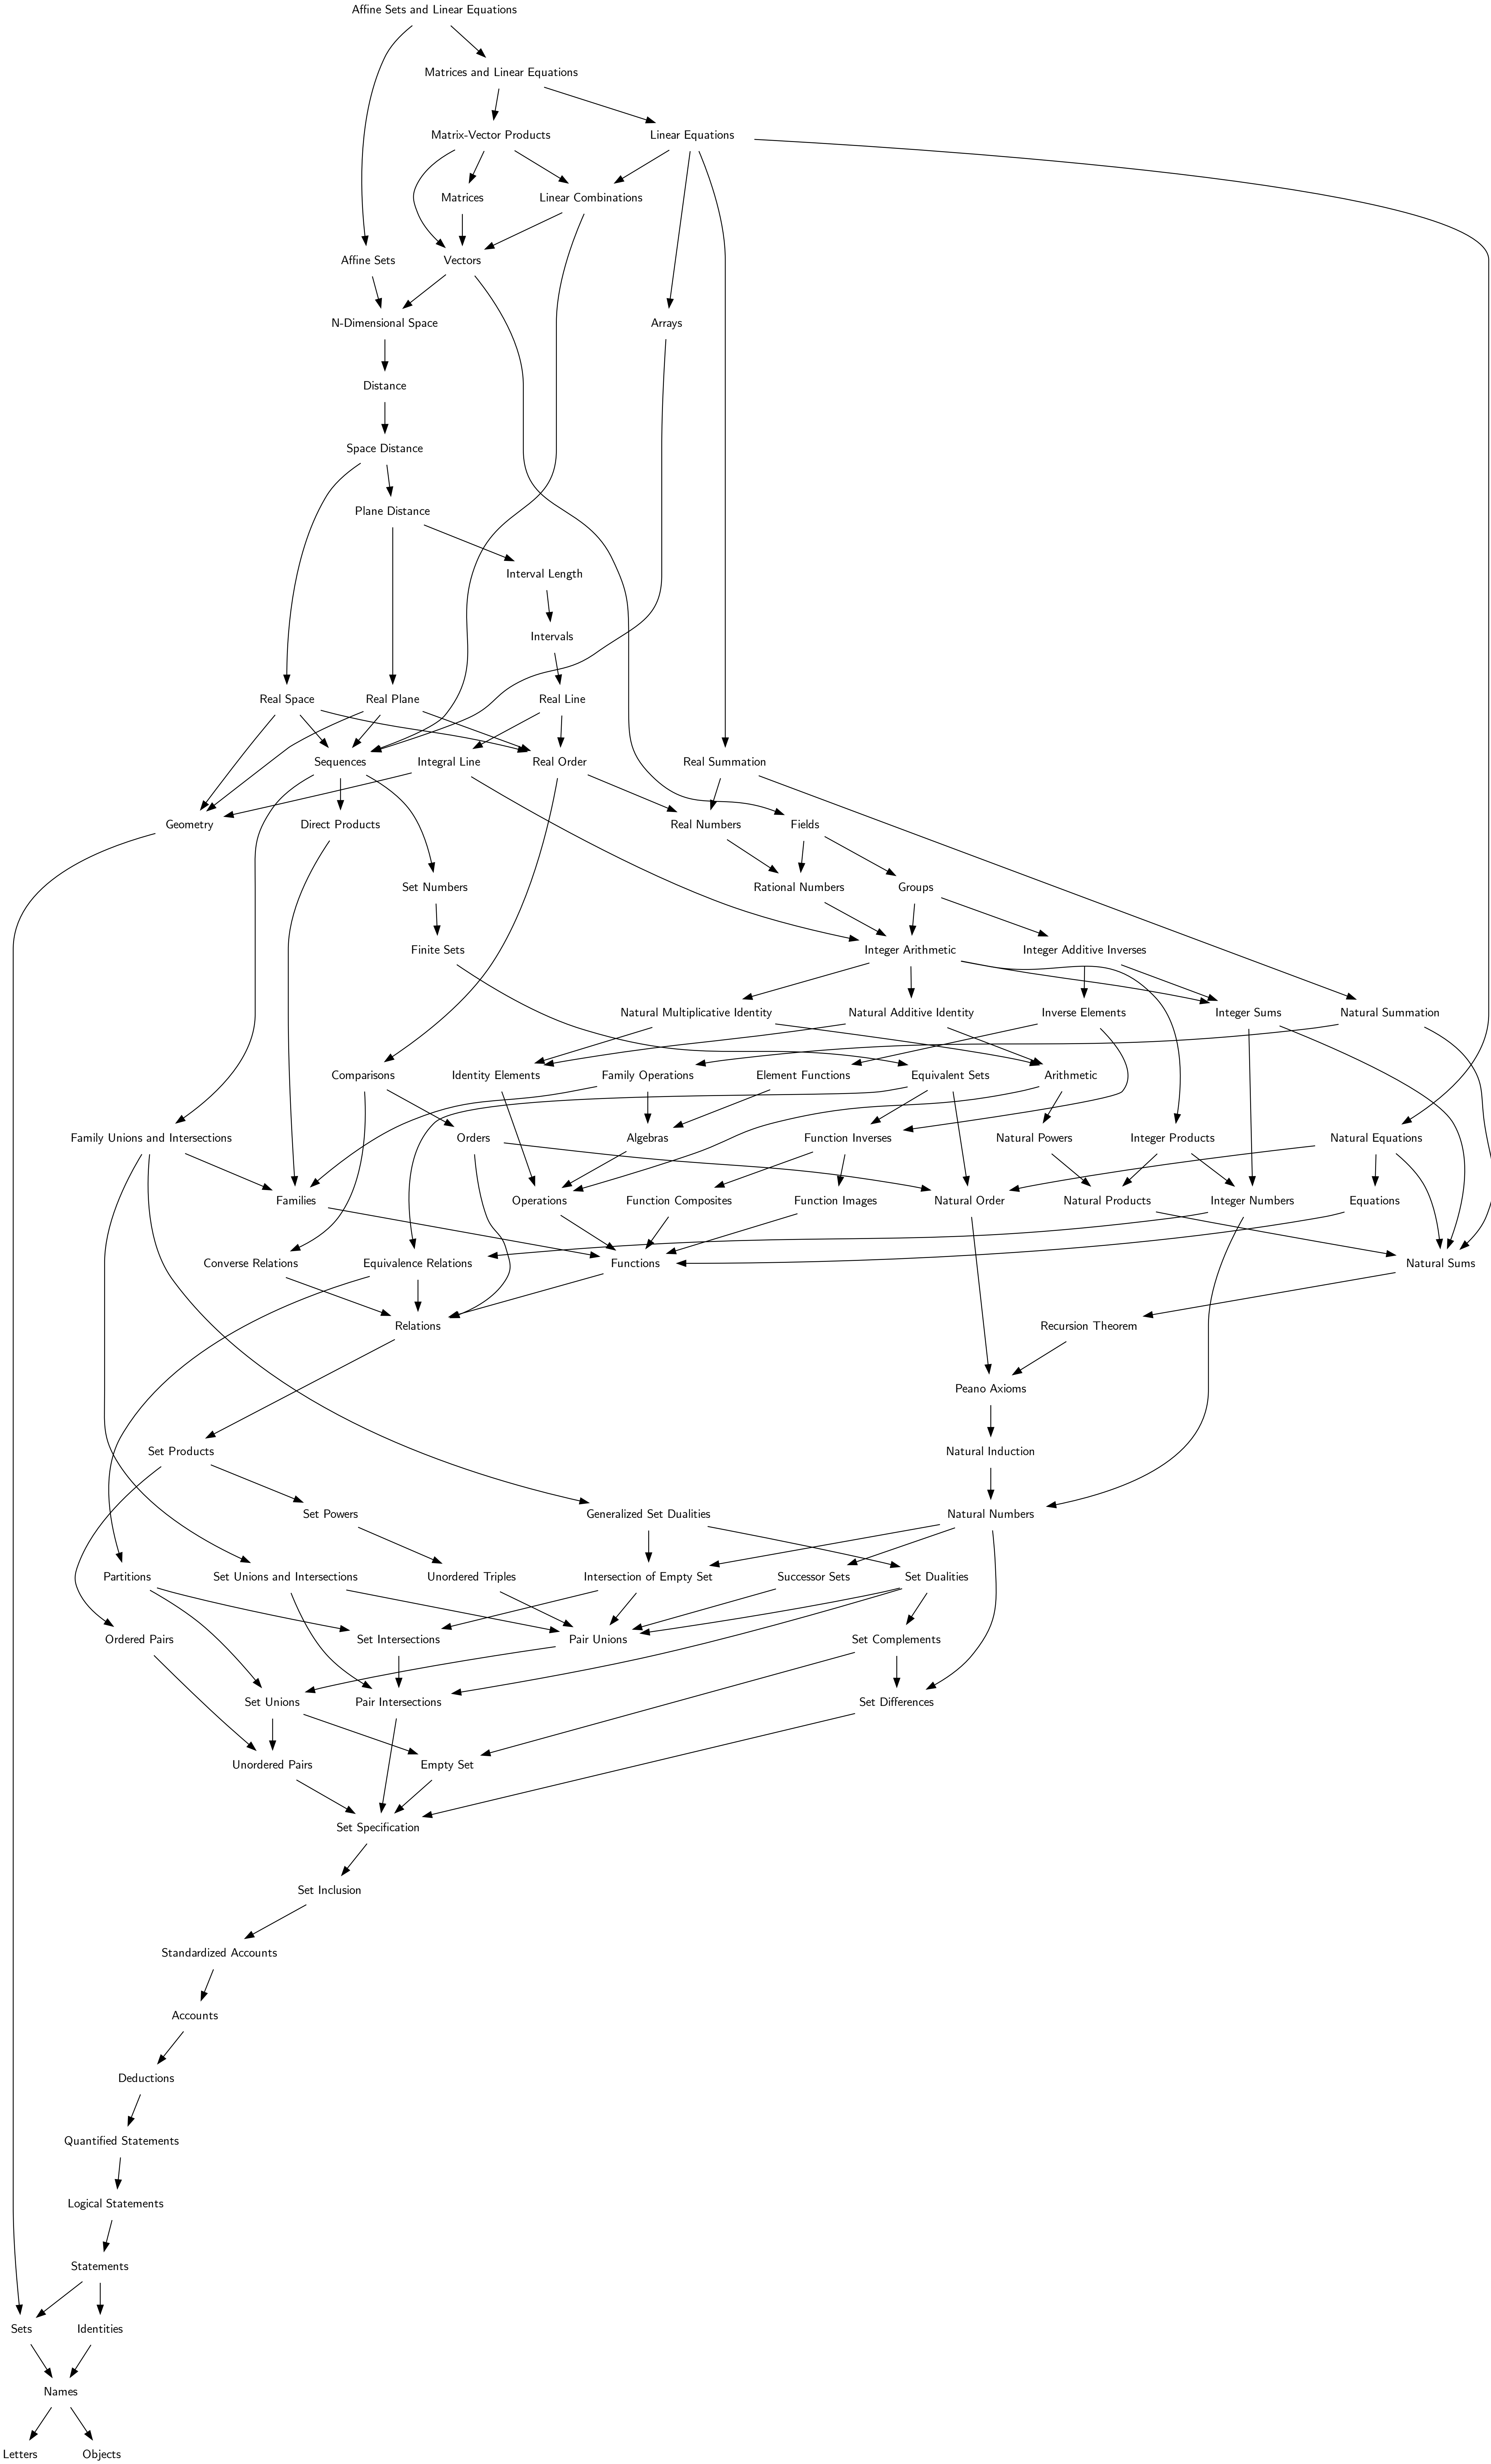 Affine Sets and Linear Equations
Matrices and Linear Equations
Matrix-Vector Products
Linear Equations
Matrices
Linear Combinations
Affine Sets
Vectors
N-Dimensional Space
Arrays
Distance
Space Distance
Plane Distance
Interval Length
Intervals
Real Space
Real Plane
Real Line
Sequences
Integral Line
Real Order
Real Summation
Geometry
Direct Products
Real Numbers
Fields
Set Numbers
Rational Numbers
Groups
Finite Sets
Integer Arithmetic
Integer Additive Inverses
Natural Multiplicative Identity
Natural Additive Identity
Inverse Elements
Integer Sums
Natural Summation
Comparisons
Identity Elements
Family Operations
Element Functions
Equivalent Sets
Arithmetic
Family Unions and Intersections
Orders
Algebras
Function Inverses
Natural Powers
Integer Products
Natural Equations
Families
Operations
Function Composites
Function Images
Natural Order
Natural Products
Integer Numbers
Equations
Converse Relations
Equivalence Relations
Functions
Natural Sums
Relations
Recursion Theorem
Peano Axioms
Set Products
Natural Induction
Set Powers
Generalized Set Dualities
Natural Numbers
Partitions
Set Unions and Intersections
Unordered Triples
Intersection of Empty Set
Successor Sets
Set Dualities
Ordered Pairs
Set Intersections
Pair Unions
Set Complements
Set Unions
Pair Intersections
Set Differences
Unordered Pairs
Empty Set
Set Specification
Set Inclusion
Standardized Accounts
Accounts
Deductions
Quantified Statements
Logical Statements
Statements
Sets
Identities
Names
Letters
Objects